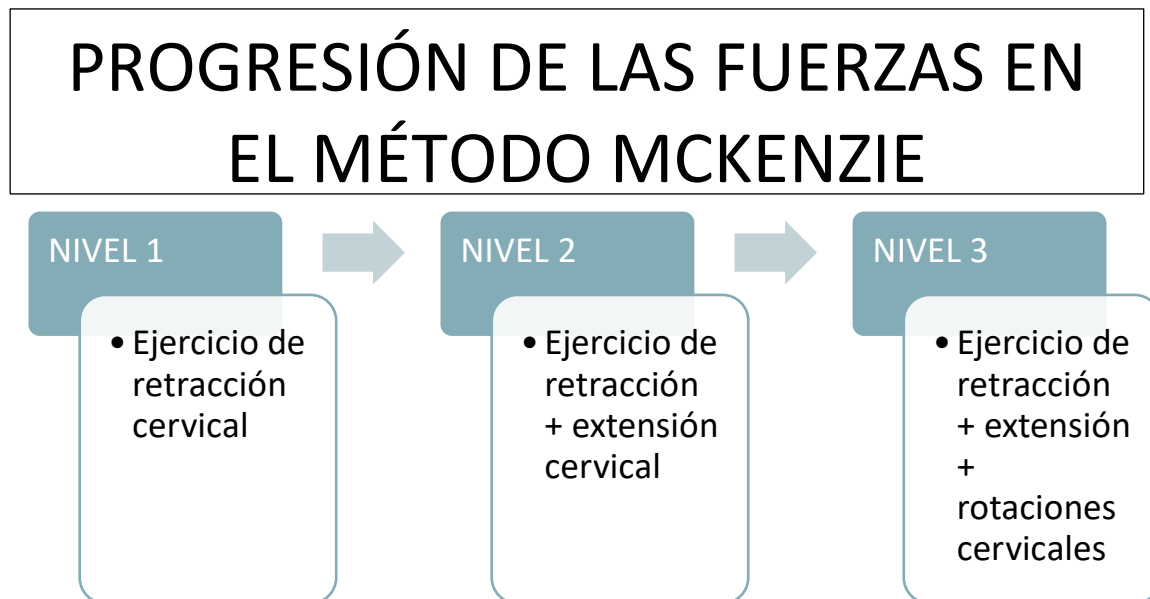 PROGRESIÓN DE LAS FUERZAS EN
EL MÉTODO MCKENZIE
NIVEL 1
• Ejercicio de
retracción
cervical
NIVEL 2
• Ejercicio de
retracción
+ extensión
cervical
NIVEL 3
• Ejercicio de
retracción
+ extensión
+
rotaciones
cervicales